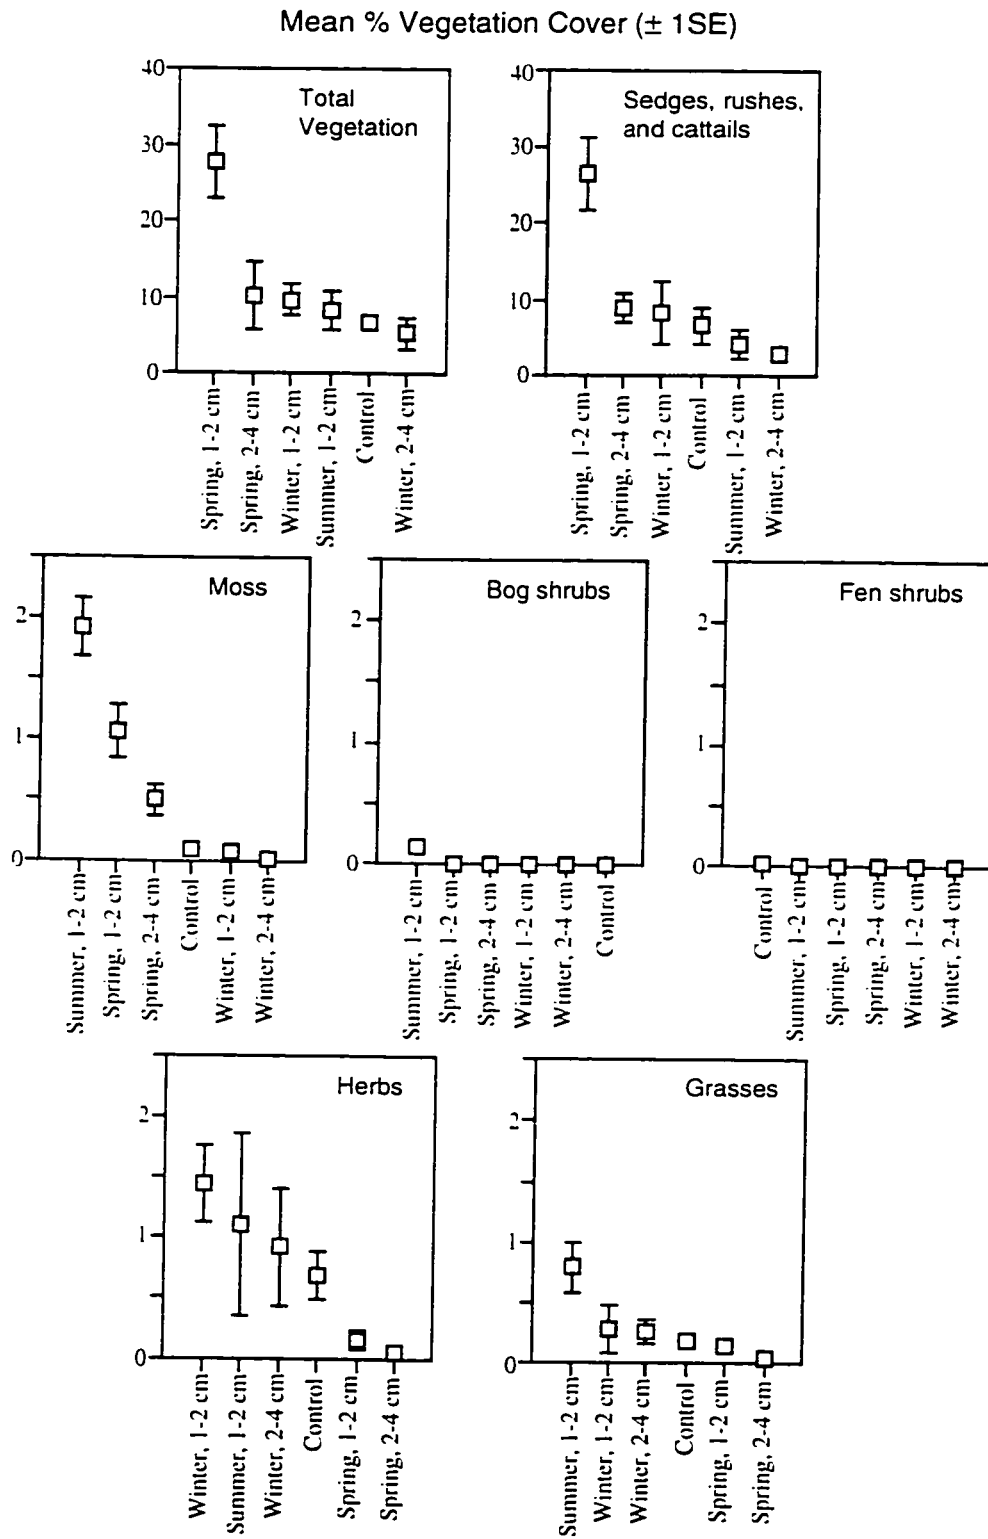 Mean % Vegetation Cover (± 1SE)
40
30
20
10
0
Total
Vegetation
Spring, 1-2 cm
Spring, 2-4 cm
Winter, 1-2 cm
Summer, 1-2 cm
Control
Winter, 2-4 cm
40
30
20
10
0
Sedges, rushes,
and cattails
Spring, 1-2 cm
Spring, 2-4 cm
Winter, 1-2 cm
Control
Summer, 1-2 cm
Winter, 2-4 cm
2
1
0
Moss
Summer, 1-2 cm
Spring, 1-2 cm
Spring, 2-4 cm
Control
Winter, 1-2 cm
Winter, 2-4 cm
2
1
0
Bog shrubs
Summer, 1-2 cm
Spring, 1-2 cm
Spring, 2-4 cm
Winter, 1-2 cm
Winter, 2-4 cm
Control
2
1
0
Fen shrubs
Control
Summer, 1-2 cm
Spring, 1-2 cm
Spring, 2-4 cm
Winter, 1-2 cm
Winter, 2-4 cm
2
1
0
Herbs
Winter, 1-2 cm
Summer, 1-2 cm
Winter, 2-4 cm
Control
Spring, 1-2 cm
Spring, 2-4 cm
2
1
0
Grasses
Summer, 1-2 cm
Winter, 1-2 cm
Winter, 2-4 cm
Control
Spring, 1-2 cm
Spring, 2-4 cm